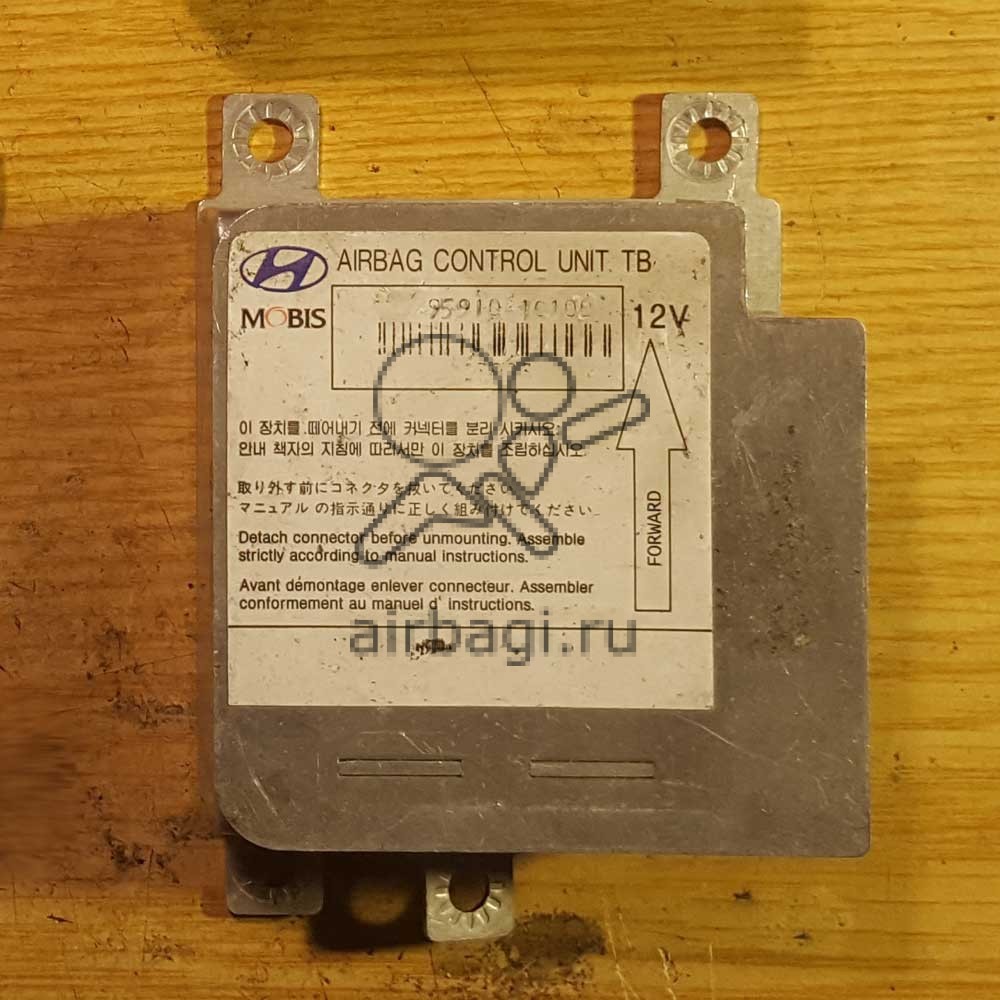 AIRBAG CONTROL UNIT TB
MOBIS
95910-1C100
12V
이 장치를 떼어내기 전에 커넥터를 분리 시키시오.
안내 책자의 지침에 따라서만 이 장치를 조립하십시오.
取り外す前にコネクタを抜いてください.
マニュアル の指示通りに正しく組み付けてください.
Detach connector before unmounting. Assemble
strictly according to manual instructions.
Avant démontage enlever connecteur. Assembler
conformement au manuel d' instructions.
FORWARD
airbagi.ru